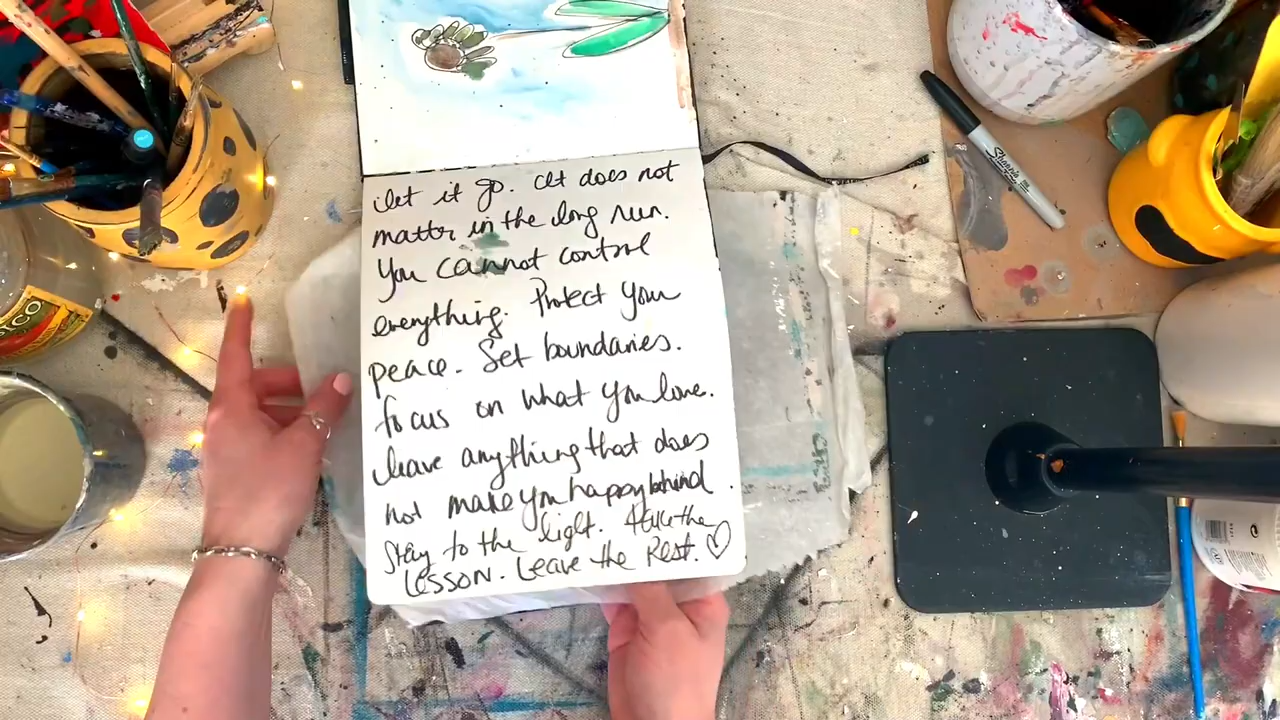 let it go. It does not
matter in the long run.
You cannot control
everything. Protect your
peace. Set boundaries.
focus on what you love.
leave anything that does
not make you happy behind.
Stay to the light. Take the
LESSON. Leave the Rest. ♡
Sharpie